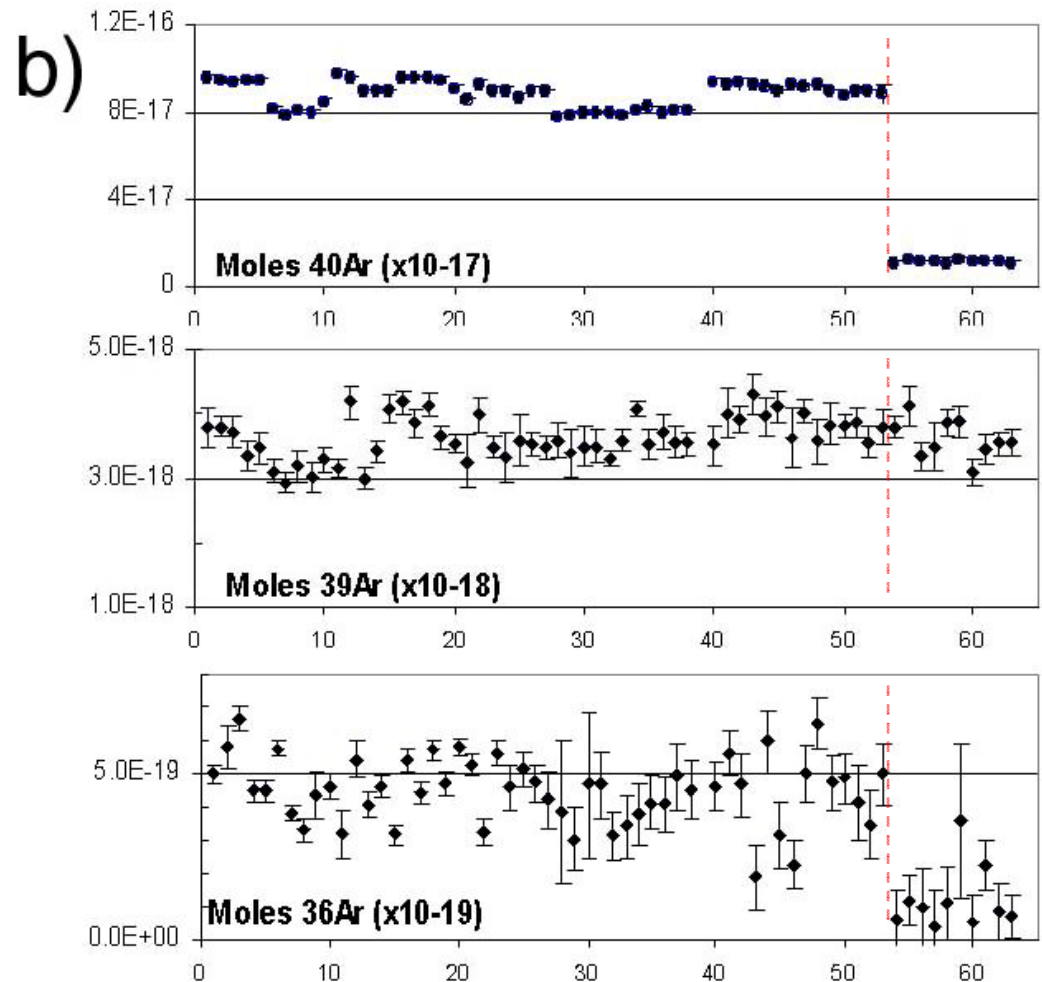 b)
1.2E-16
8E-17
4E-17
0
Moles 40Ar (x10-17)
0 10 20 30 40 50 60
5.0E-18
3.0E-18
1.0E-18
Moles 39Ar (x10-18)
0 10 20 30 40 50 60
5.0E-19
0.0E+00
Moles 36Ar (x10-19)
0 10 20 30 40 50 60